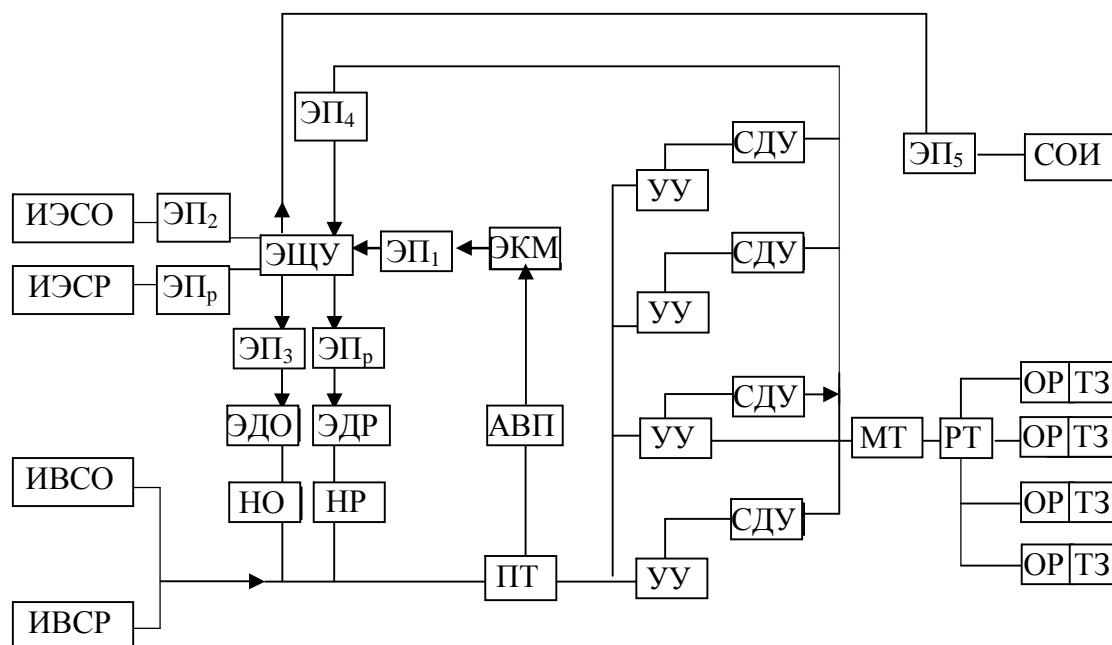 ЭП4
СДУ
ЭП5 СОИ
УУ
ИЭСО ЭП2
ЭЩУ ЭП1 ЭКМ СДУ
ИЭСР ЭПр
УУ
ЭП3 ЭПр
ОР ТЗ
СДУ
ЭДО ЭДР АВП
УУ МТ РТ ОР ТЗ
ИВСО
НО НР ОР ТЗ
СДУ
ОР ТЗ
ПТ УУ
ИВСР